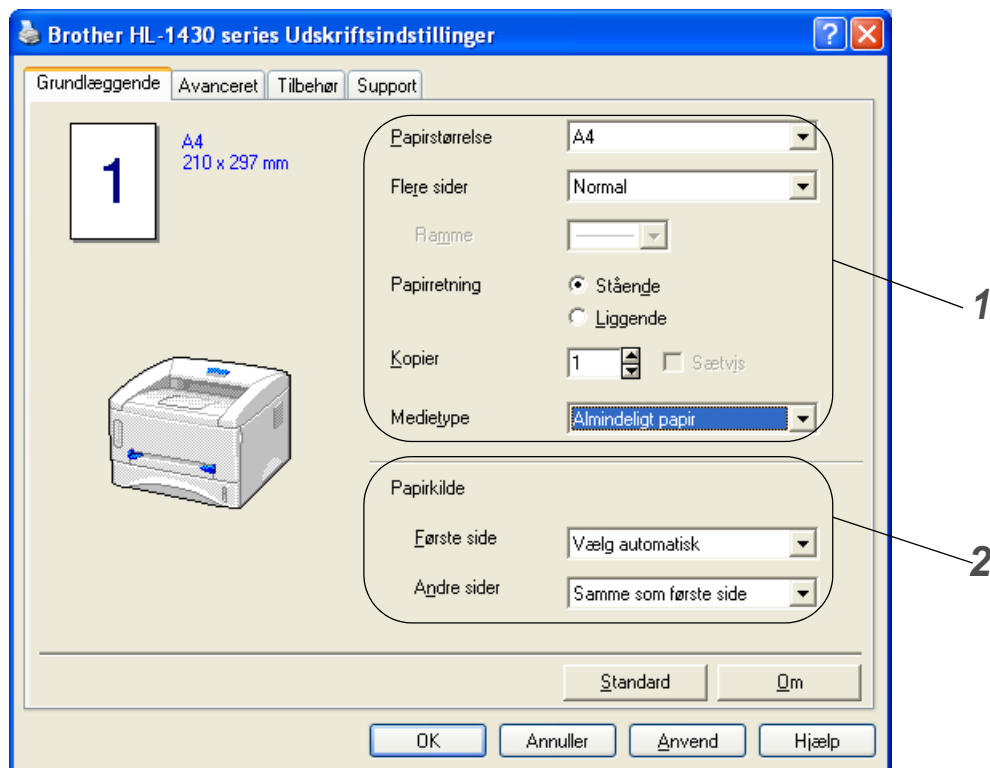 Brother HL-1430 series Udskriftsindstillinger
Grundlæggende Avanceret Tilbehør Support
1
A4
210 x 297 mm
Papirstørrelse A4
Flere sider Normal
Ramme
Papirretning Stående
Liggende
Kopier 1 Sætvis
Medietype Almindeligt papir
1
Papirkilde
Første side Vælg automatisk
Andre sider Samme som første side
2
Standard Om
OK Annuller Anvend Hjælp